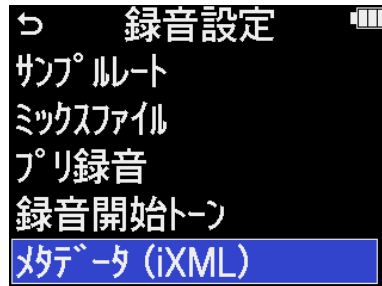 録音設定
サンプルレート
ミックスファイル
プリ録音
録音開始トーン
メタデータ (iXML)